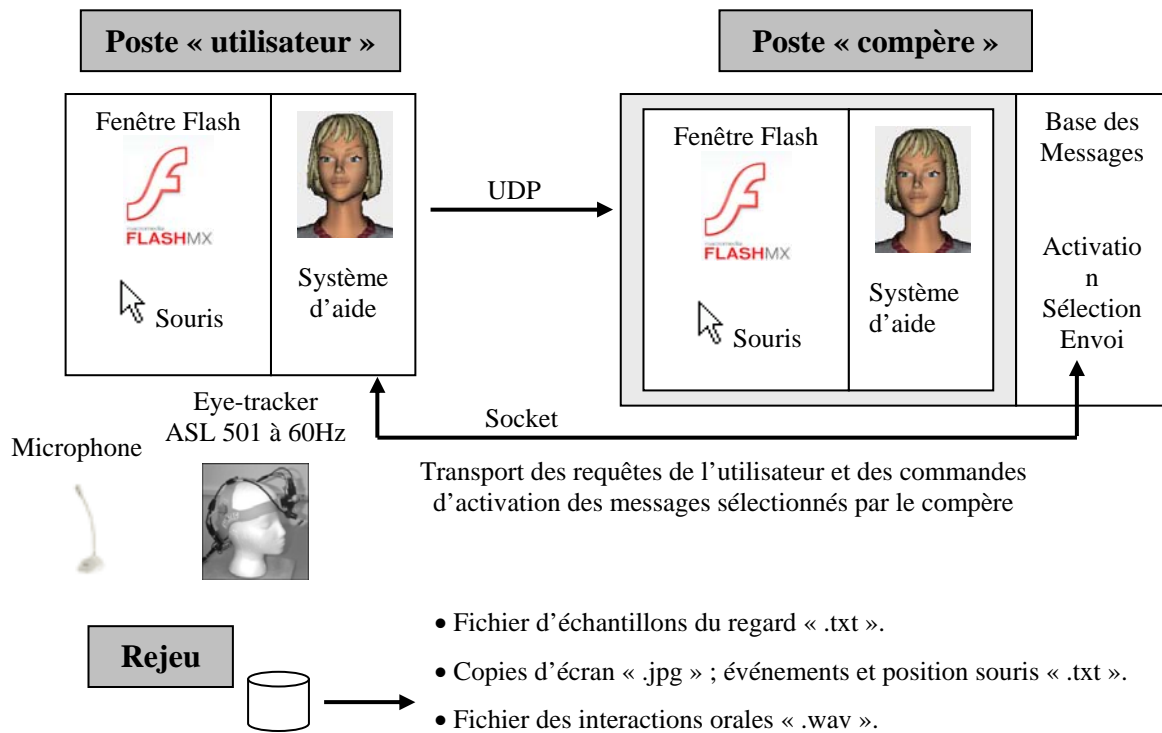 Poste « utilisateur »
Poste « compère »
Fenêtre Flash
macromedia
FLASHMX
Souris
Système
d'aide
UDP
Fenêtre Flash
macromedia
FLASHMX
Souris
Système
d'aide
Base des
Messages
Activatio
n
Sélection
Envoi
Eye-tracker
ASL 501 à 60Hz
Microphone
Socket
Transport des requêtes de l'utilisateur et des commandes
d'activation des messages sélectionnés par le compère
Rejeu
• Fichier d'échantillons du regard « .txt ».
• Copies d'écran « .jpg » ; événements et position souris « .txt ».
• Fichier des interactions orales « .wav ».